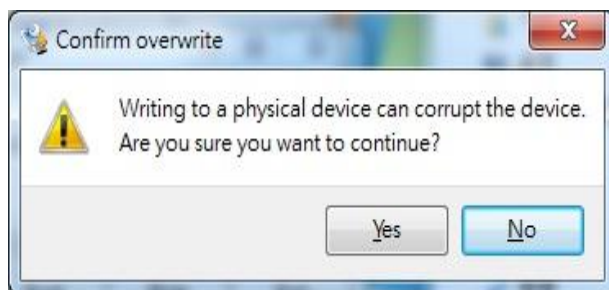 Confirm overwrite
X
Writing to a physical device can corrupt the device.
Are you sure you want to continue?
Yes
No